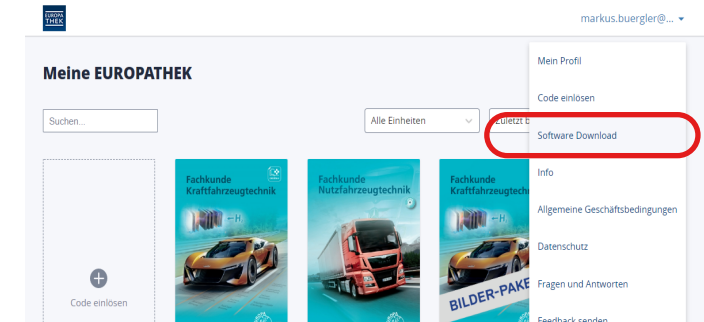 EUROPA
THEK
markus.buergler@...
Meine EUROPATHEK
Mein Profil
Code einlösen
Suchen...
Alle Einheiten
Zuletzt b
Software Download
Info
Allgemeine Geschäftsbedingungen
Datenschutz
Fragen und Antworten
Feedback senden
Code einlösen
Fachkunde
Kraftfahrzeugtechnik
H
Fachkunde
Nutzfahrzeugtechnik
Fachkunde
Kraftfahrzeugtech
H
BILDER-PAKE